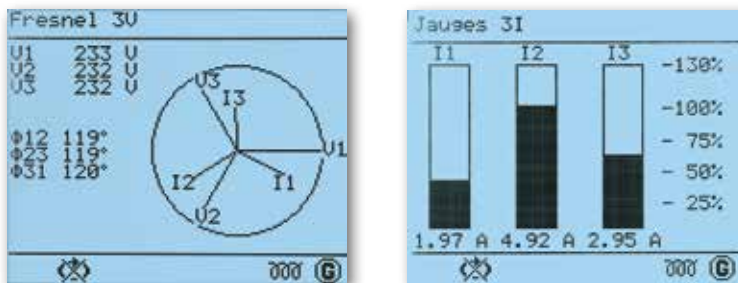 Fresnel 3V
V1 233 V
V2 232 V
V3 232 V
Φ12 119°
Φ23 119°
Φ31 120°
V3
I3
V1
I2
I1
V2
G
Jauges 3I
I1 I2 I3
-130%
-100%
- 75%
- 50%
- 25%
1.97 A 4.92 A 2.95 A
G